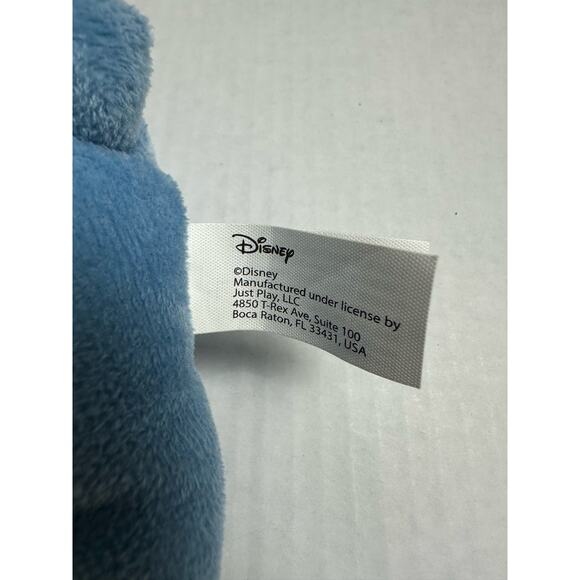 Disney
©Disney
Manufactured under license by
Just Play, LLC
4850 T-Rex Ave, Suite 100
Boca Raton, FL 33431, USA